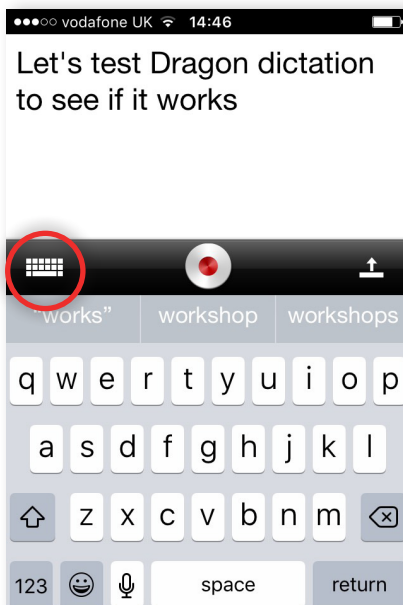 vodafone UK 14:46
Let's test Dragon dictation
to see if it works
“works” workshop workshops
q w e r t y u i o p
a s d f g h j k l
z x c v b n m
123 space return